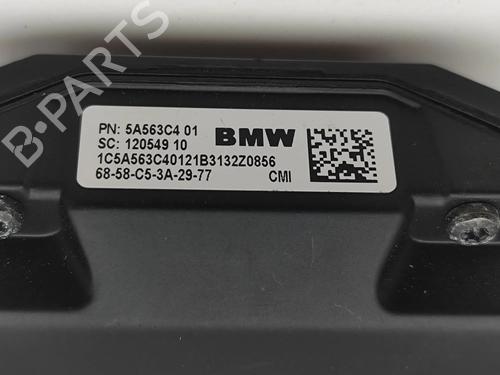 PN: 5A563C4 01 BMW
SC: 120549 10
1C5A563C40121B3132Z0856
68-58-C5-3A-29-77 CMI
B-PARTS